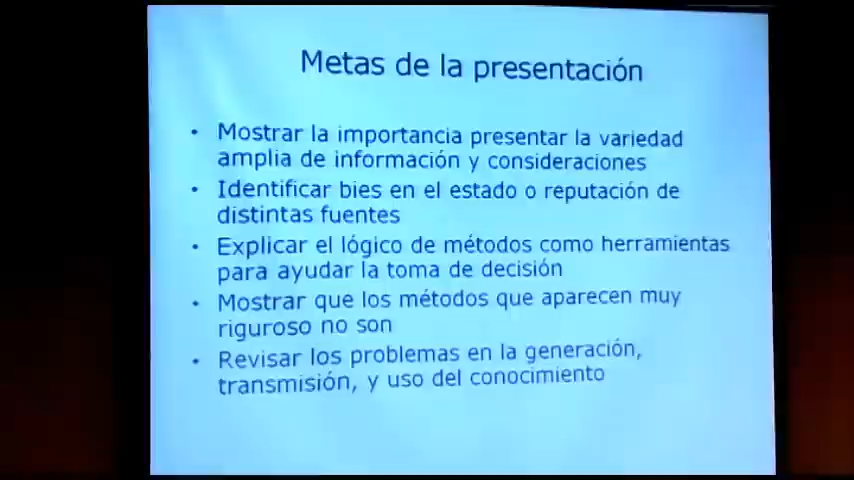 Metas de la presentación
• Mostrar la importancia presentar la variedad
amplia de información y consideraciones
• Identificar bies en el estado o reputación de
distintas fuentes
• Explicar el lógico de métodos como herramientas
para ayudar la toma de decisión
• Mostrar que los métodos que aparecen muy
riguroso no son
• Revisar los problemas en la generación,
transmisión, y uso del conocimiento